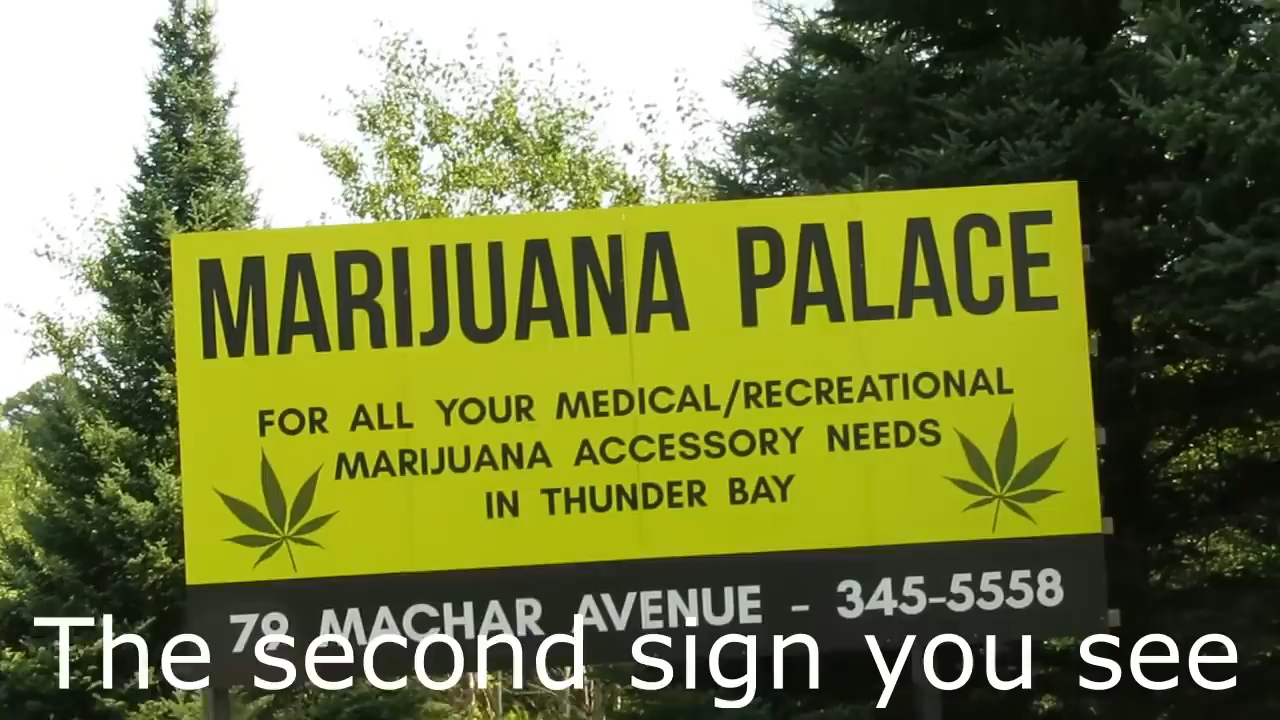 MARIJUANA PALACE
FOR ALL YOUR MEDICAL/RECREATIONAL
MARIJUANA ACCESSORY NEEDS
IN THUNDER BAY
79 MACHAR AVENUE - 345-5558
The second sign you see